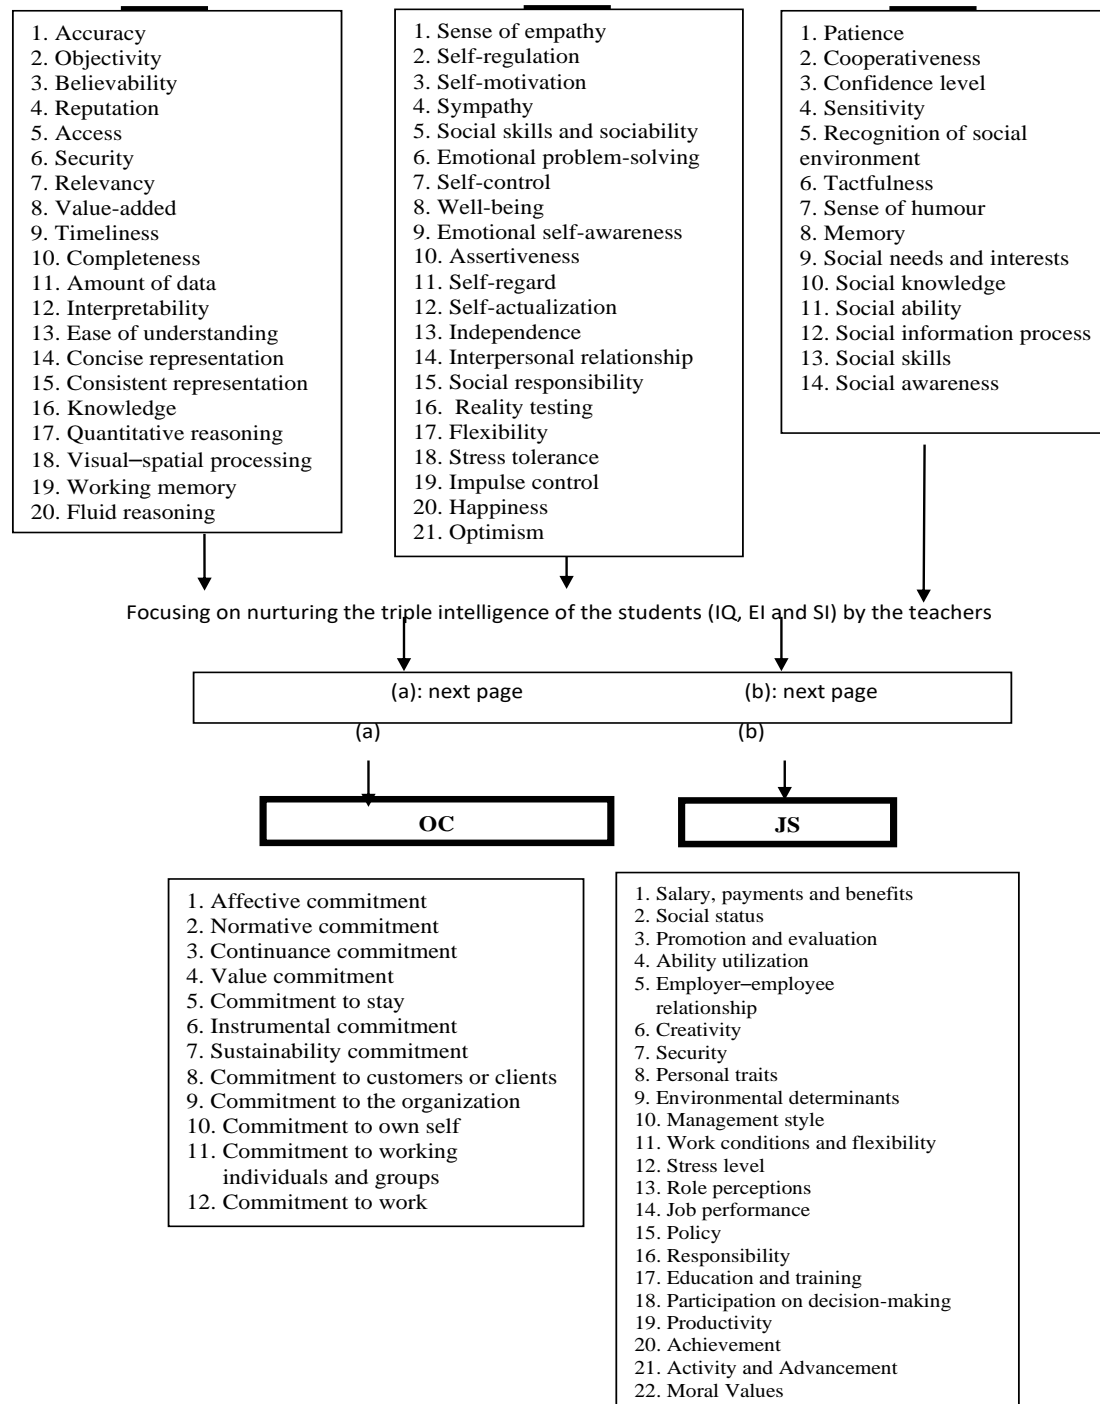 1. Accuracy
2. Objectivity
3. Believability
4. Reputation
5. Access
6. Security
7. Relevancy
8. Value-added
9. Timeliness
10. Completeness
11. Amount of data
12. Interpretability
13. Ease of understanding
14. Concise representation
15. Consistent representation
16. Knowledge
17. Quantitative reasoning
18. Visual–spatial processing
19. Working memory
20. Fluid reasoning
1. Sense of empathy
2. Self-regulation
3. Self-motivation
4. Sympathy
5. Social skills and sociability
6. Emotional problem-solving
7. Self-control
8. Well-being
9. Emotional self-awareness
10. Assertiveness
11. Self-regard
12. Self-actualization
13. Independence
14. Interpersonal relationship
15. Social responsibility
16. Reality testing
17. Flexibility
18. Stress tolerance
19. Impulse control
20. Happiness
21. Optimism
1. Patience
2. Cooperativeness
3. Confidence level
4. Sensitivity
5. Recognition of social
environment
6. Tactfulness
7. Sense of humour
8. Memory
9. Social needs and interests
10. Social knowledge
11. Social ability
12. Social information process
13. Social skills
14. Social awareness
Focusing on nurturing the triple intelligence of the students (IQ, EI and SI) by the teachers
(a): next page
(b): next page
(a)
(b)
OC
JS
1. Affective commitment
2. Normative commitment
3. Continuance commitment
4. Value commitment
5. Commitment to stay
6. Instrumental commitment
7. Sustainability commitment
8. Commitment to customers or clients
9. Commitment to the organization
10. Commitment to own self
11. Commitment to working
individuals and groups
12. Commitment to work
1. Salary, payments and benefits
2. Social status
3. Promotion and evaluation
4. Ability utilization
5. Employer–employee
relationship
6. Creativity
7. Security
8. Personal traits
9. Environmental determinants
10. Management style
11. Work conditions and flexibility
12. Stress level
13. Role perceptions
14. Job performance
15. Policy
16. Responsibility
17. Education and training
18. Participation on decision-making
19. Productivity
20. Achievement
21. Activity and Advancement
22. Moral Values